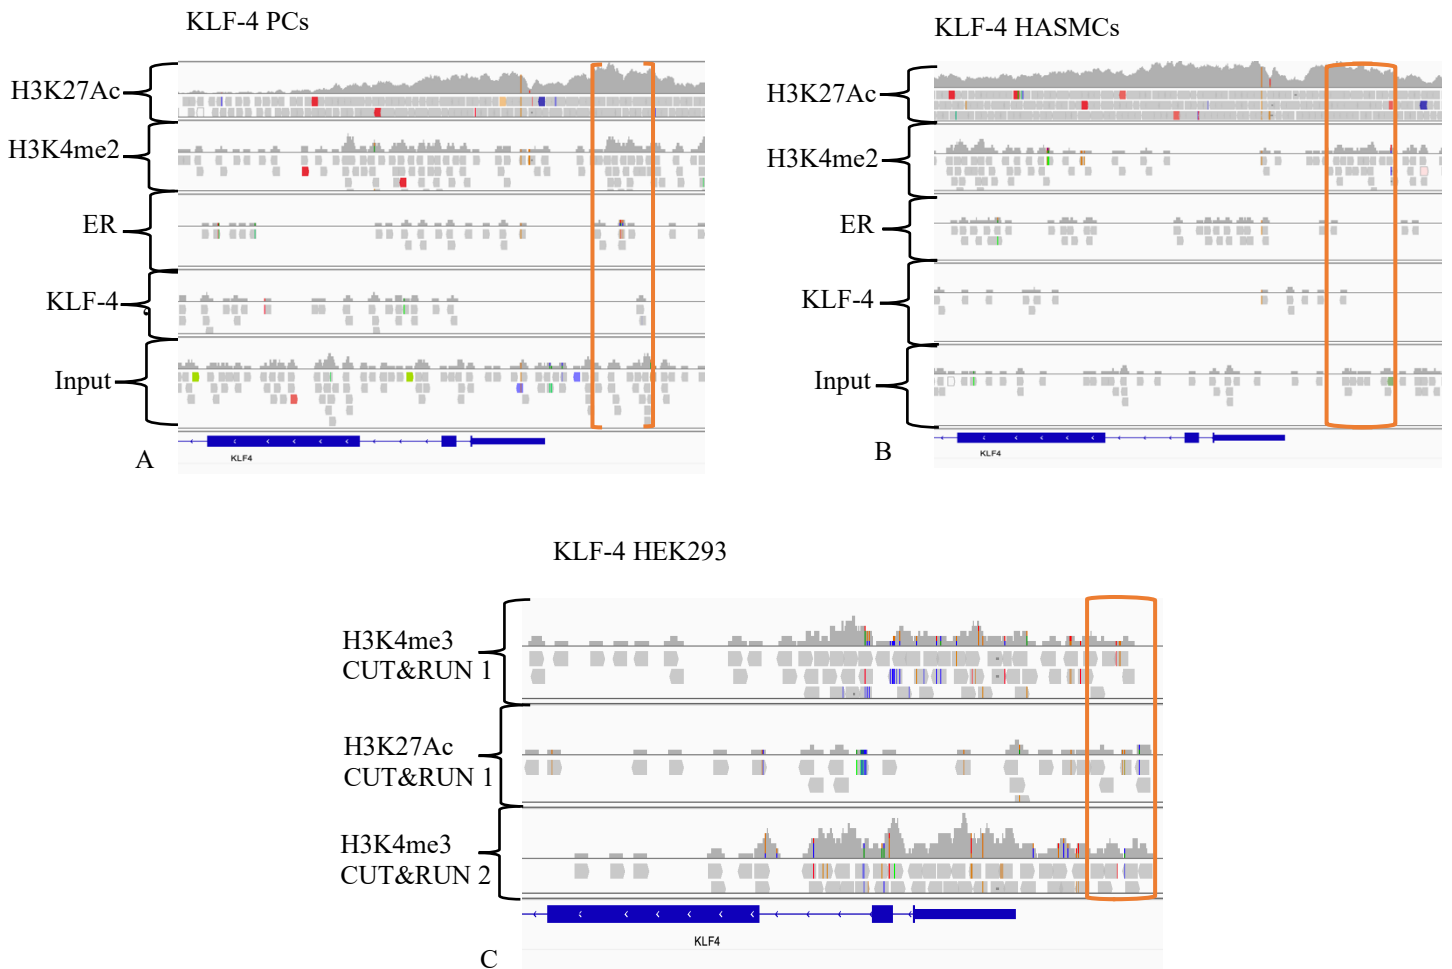 KLF-4 PCs
H3K27Ac
H3K4me2
ER
KLF-4
Input
KLF4
A
KLF-4 HASMCs
H3K27Ac
H3K4me2
ER
KLF-4
Input
KLF4
B
KLF-4 HEK293
H3K4me3
CUT&RUN 1
H3K27Ac
CUT&RUN 1
H3K4me3
CUT&RUN 2
KLF4
C